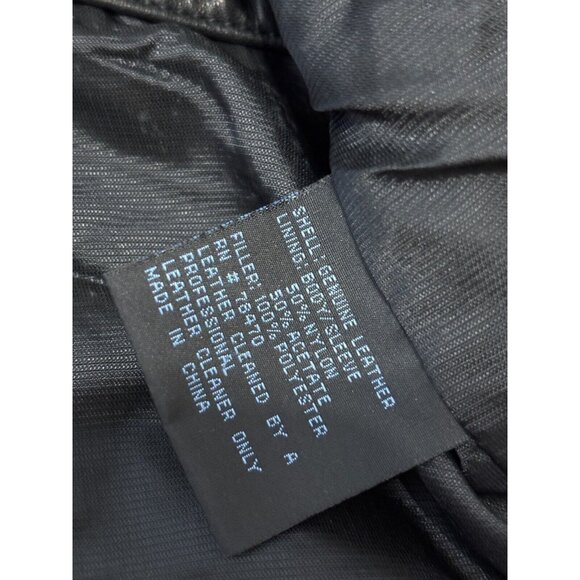 SHELL: GENUINE LEATHER
LINING: BODY/SLEEVE
50% NYLON
50% ACETATE
FILLER: 100% POLYESTER
RN # 78470
LEATHER CLEANED BY A
PROFESSIONAL
LEATHER CLEANER ONLY
MADE IN CHINA